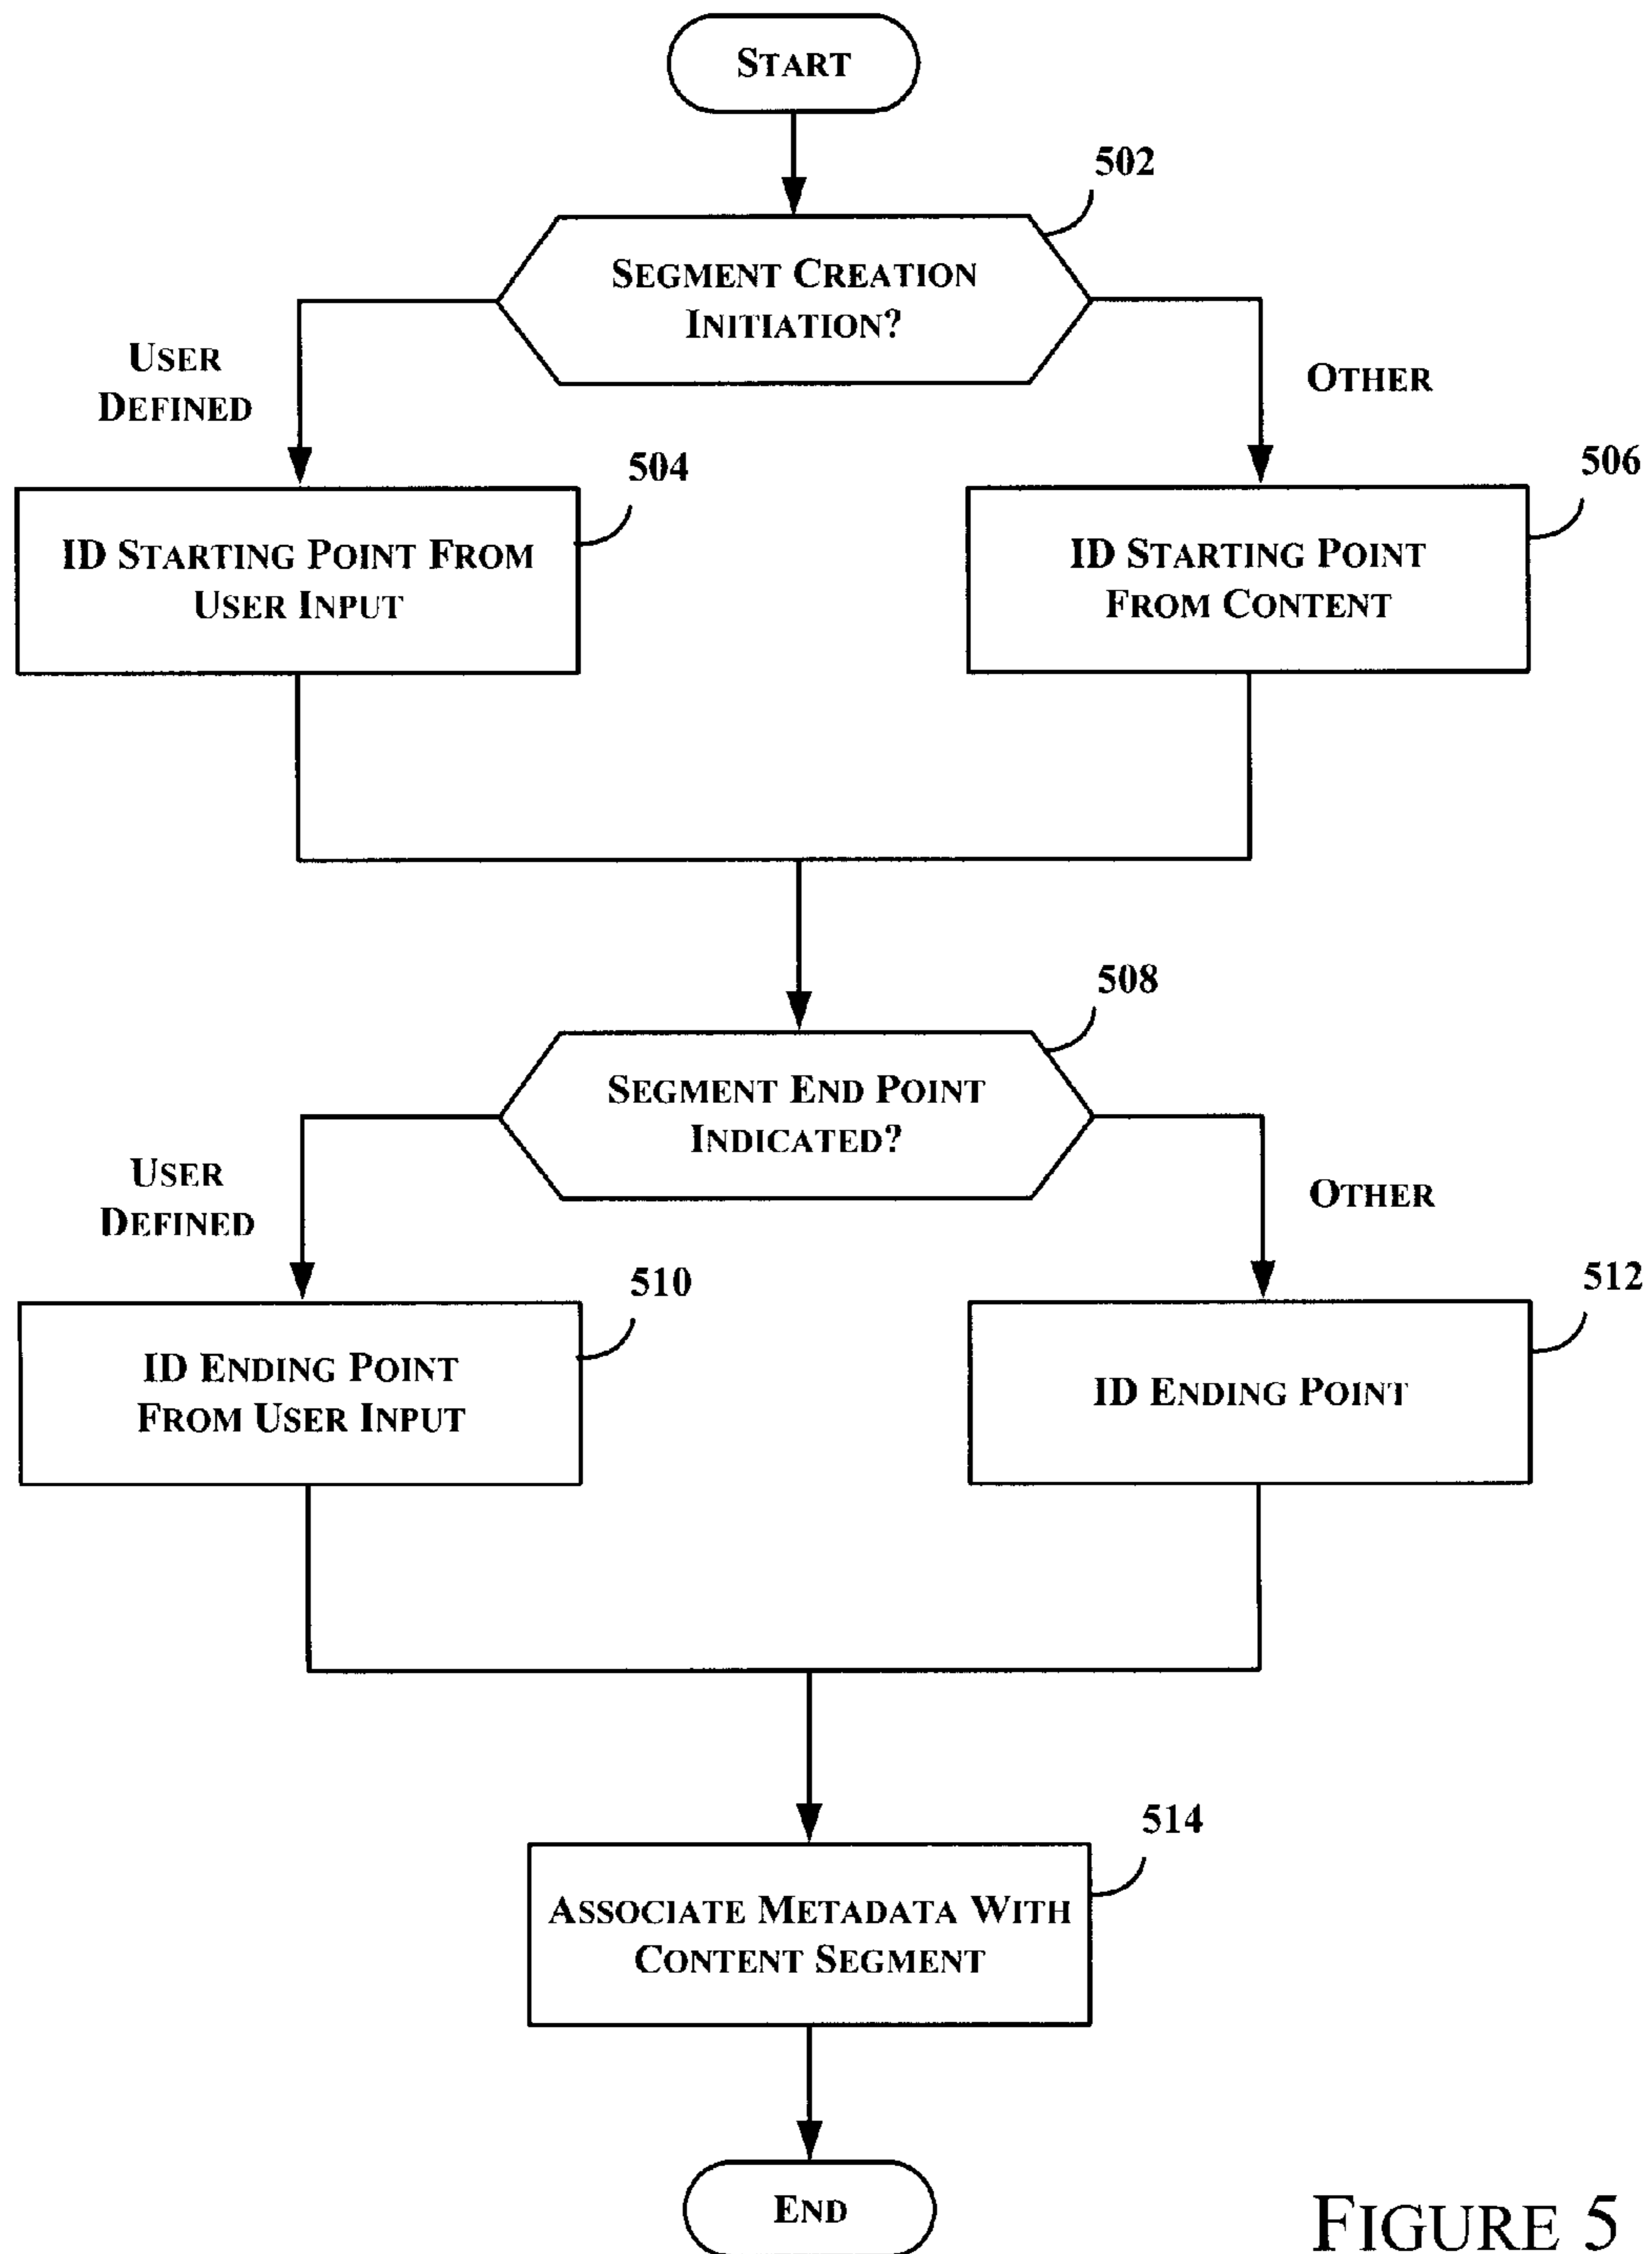 START
502
SEGMENT CREATION
INITIATION?
USER
DEFINED
OTHER
504
506
ID STARTING POINT FROM
USER INPUT
ID STARTING POINT
FROM CONTENT
508
SEGMENT END POINT
INDICATED?
USER
DEFINED
OTHER
510
512
ID ENDING POINT
FROM USER INPUT
ID ENDING POINT
514
ASSOCIATE METADATA WITH
CONTENT SEGMENT
END
FIGURE 5